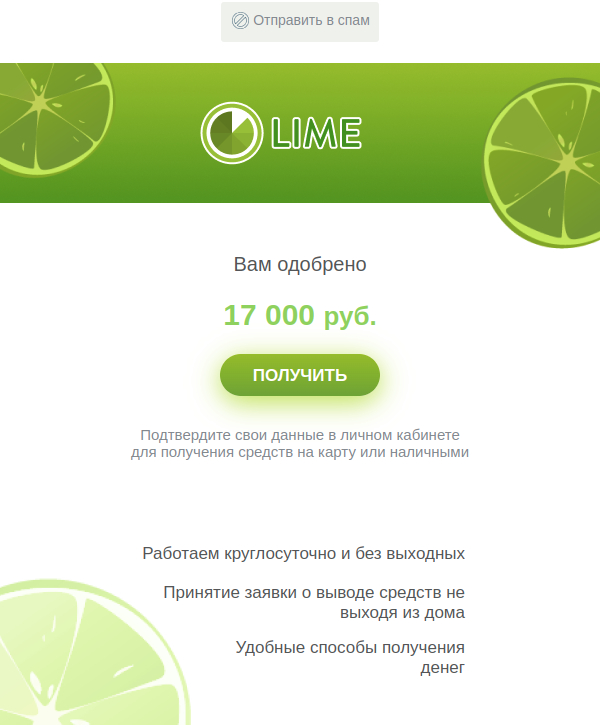 Отправить в спам
LIME
Вам одобрено
17 000 руб.
ПОЛУЧИТЬ
Подтвердите свои данные в личном кабинете
для получения средств на карту или наличными
Работаем круглосуточно и без выходных
Принятие заявки о выводе средств не
выходя из дома
Удобные способы получения
денег